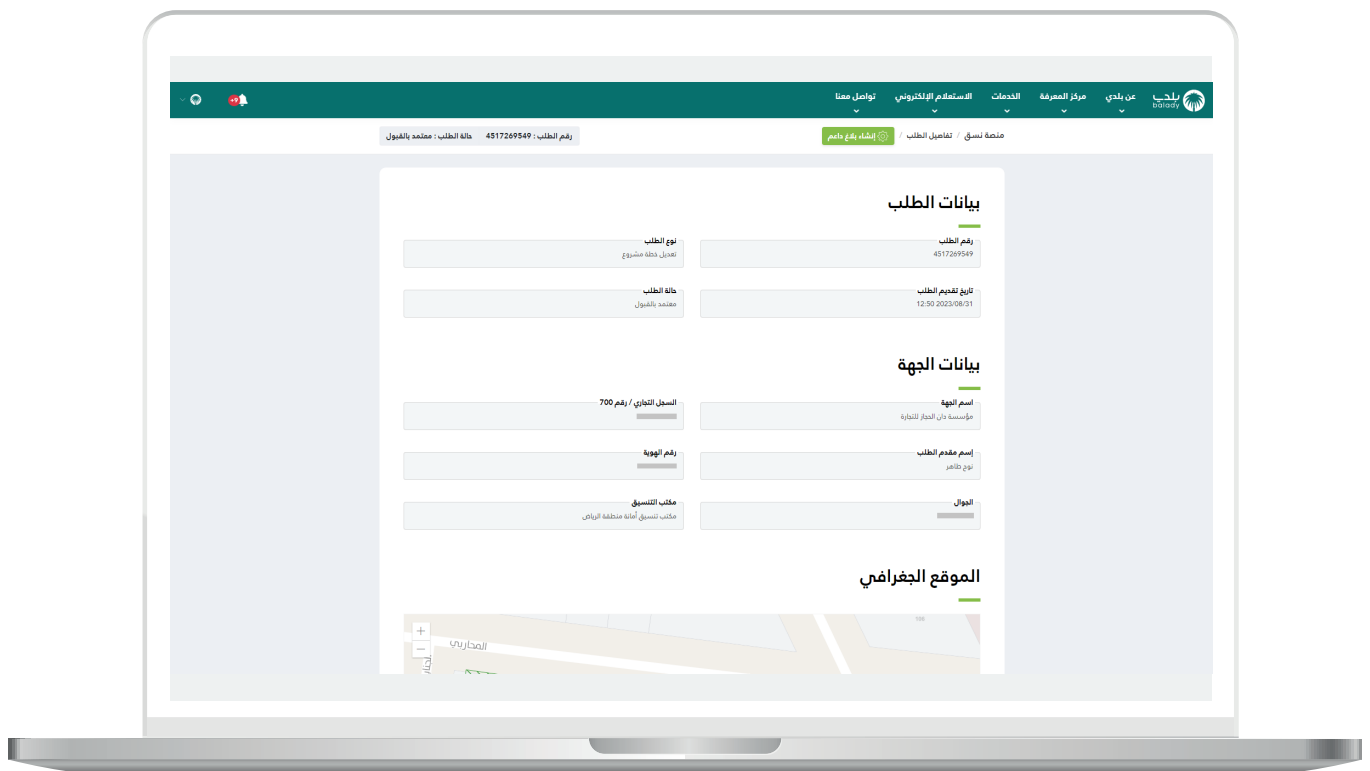 بلدي
balady
عن بلدي
مركز المعرفة
الخدمات
الاستعلام الإلكتروني
تواصل معنا
+9
منصة نسق / تفاصيل الطلب / إنشاء بلاغ داعم
رقم الطلب : 4517269549 حالة الطلب : معتمد بالقبول
بيانات الطلب
رقم الطلب
4517269549
نوع الطلب
تعديل خطة مشروع
تاريخ تقديم الطلب
2023/08/31 12:50
حالة الطلب
معتمد بالقبول
بيانات الجهة
اسم الجهة
مؤسسة دان الحجاز للتجارة
السجل التجاري / رقم 700
إسم مقدم الطلب
نوح طاهر
رقم الهوية
الجوال
مكتب التنسيق
مكتب تنسيق أمانة منطقة الرياض
الموقع الجغرافي
+
−
المحاربي